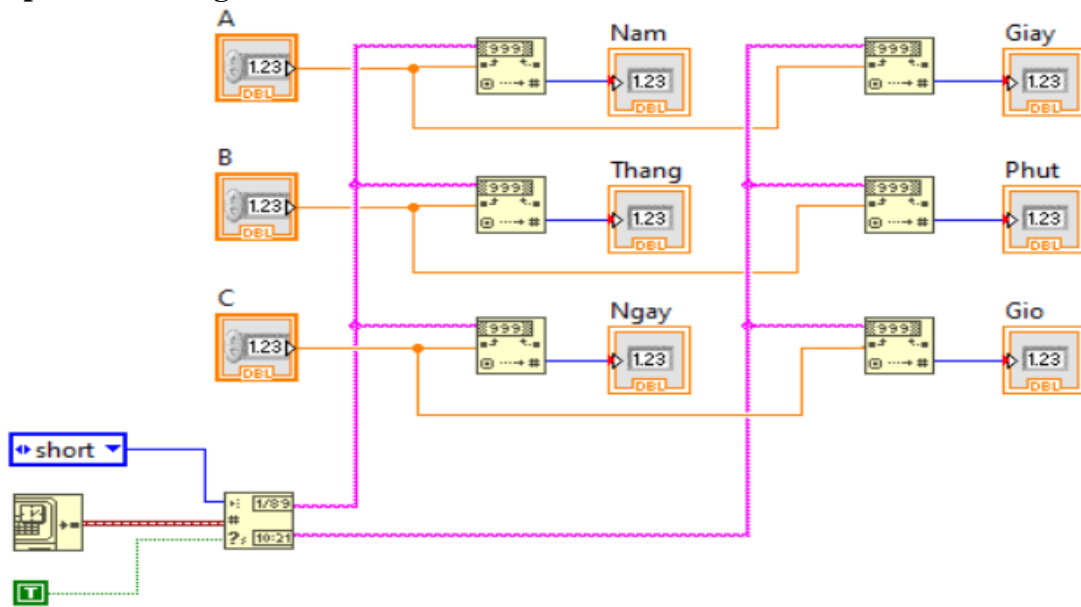 A
1.23
DBL
999
#
Nam
1.23
DBL
999
#
Giay
1.23
DBL
B
1.23
DBL
999
#
Thang
1.23
DBL
999
#
Phut
1.23
DBL
C
1.23
DBL
999
#
Ngay
1.23
DBL
999
#
Gio
1.23
DBL
short
1/89
#
?s 10:21
T